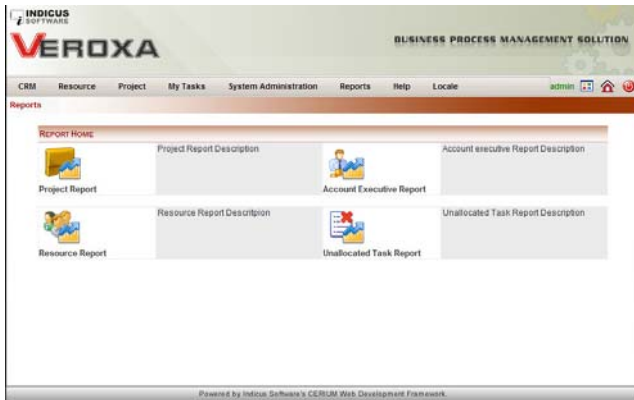 INDICUS
SOFTWARE
VEROXA
BUSINESS PROCESS MANAGEMENT SOLUTION
CRM Resource Project My Tasks System Administration Reports Help Locale admin
Reports
REPORT HOME
Project Report Description Account executive Report Description
Project Report Account Executive Report
Resource Report Descritpion Unallocated Task Report Description
Resource Report Unallocated Task Report
Powered by Indicus Software's CERIUM Web Development Framework.